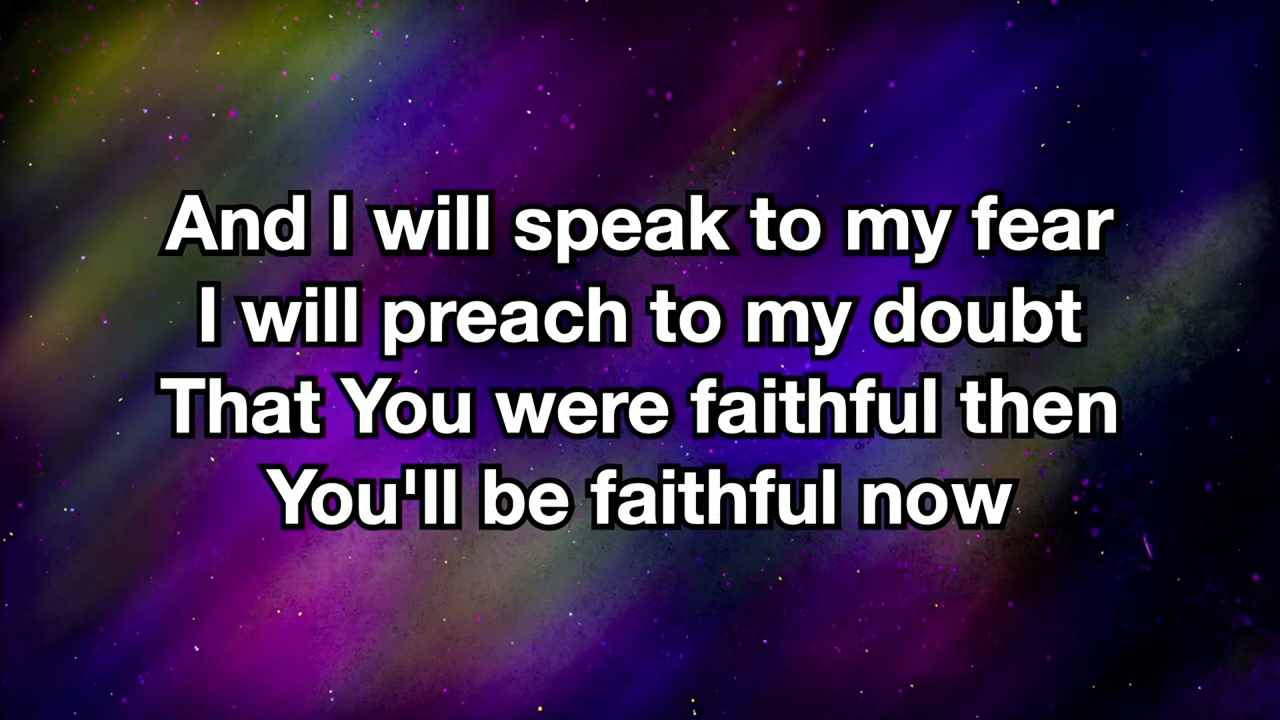 And I will speak to my fear
I will preach to my doubt
That You were faithful then
You'll be faithful now